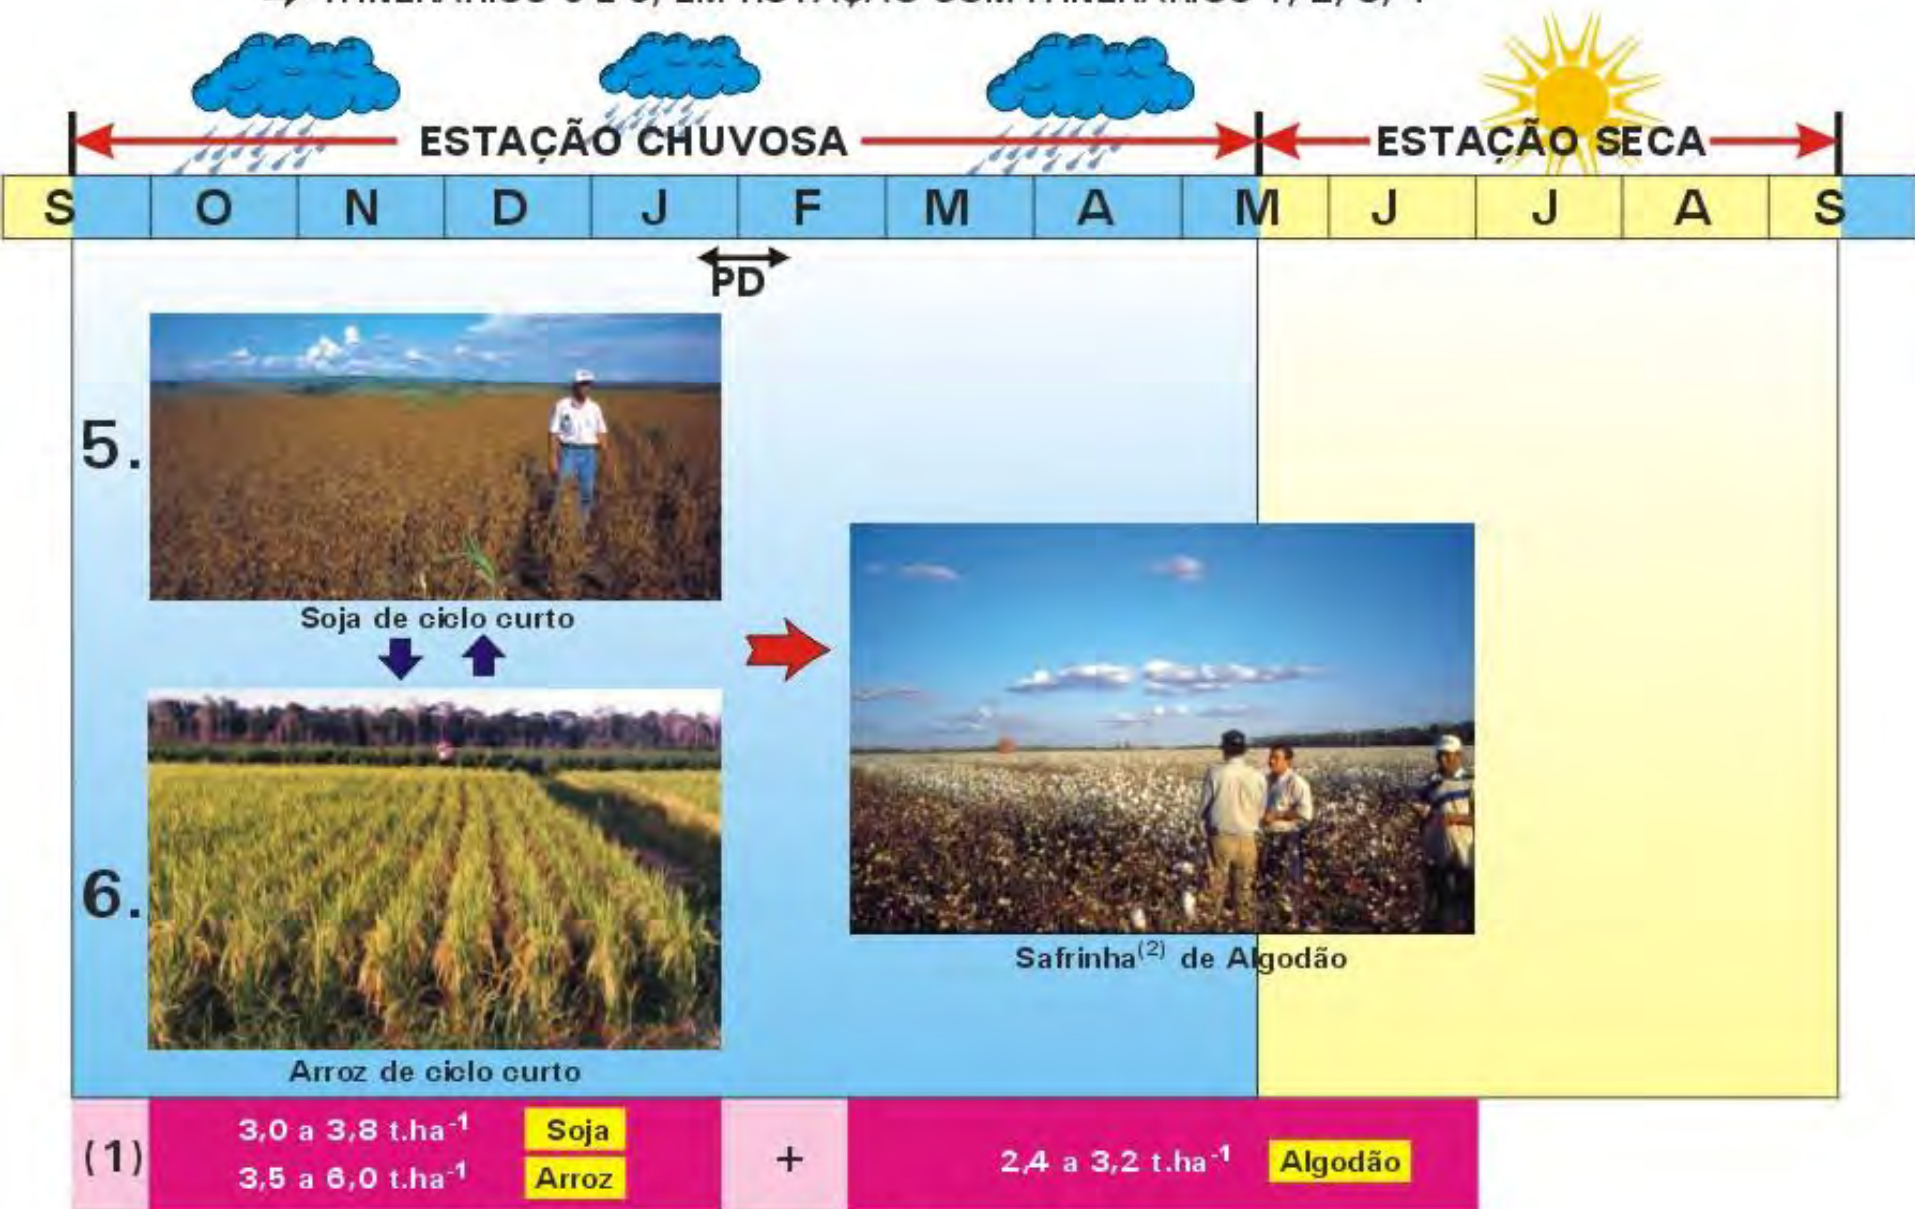 ESTAÇÃO CHUVOSA
ESTAÇÃO SECA
S O N D J F M A M J J A S
PD
5.
Soja de ciclo curto
6.
Safrinha(2) de Algodão
Arroz de ciclo curto
(1)
3,0 a 3,8 t.ha-1 Soja
3,5 a 6,0 t.ha-1 Arroz
+
2,4 a 3,2 t.ha-1 Algodão